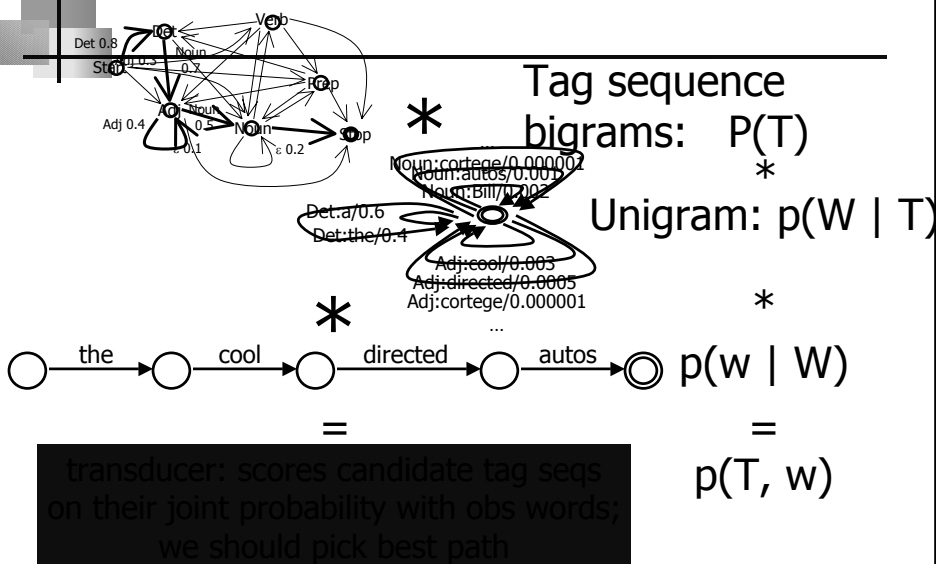 Verb
Det
Det 0.8
Noun
Adj 0.3
0.7
Start
Prep
Adj
Noun
Adj 0.4
0.5
Noun
Stop
ε 0.1
ε 0.2
*
Tag sequence
bigrams: P(T)
*
...
Noun:cortege/0.000001
Noun:autos/0.001
Noun:Bill/0.002
Det:a/0.6
Det:the/0.4
Unigram: p(W | T)
Adj:cool/0.003
Adj:directed/0.0005
Adj:cortege/0.000001
...
*
*
the cool directed autos
p(w | W)
=
=
transducer: scores candidate tag seqs
on their joint probability with obs words;
we should pick best path
p(T, w)